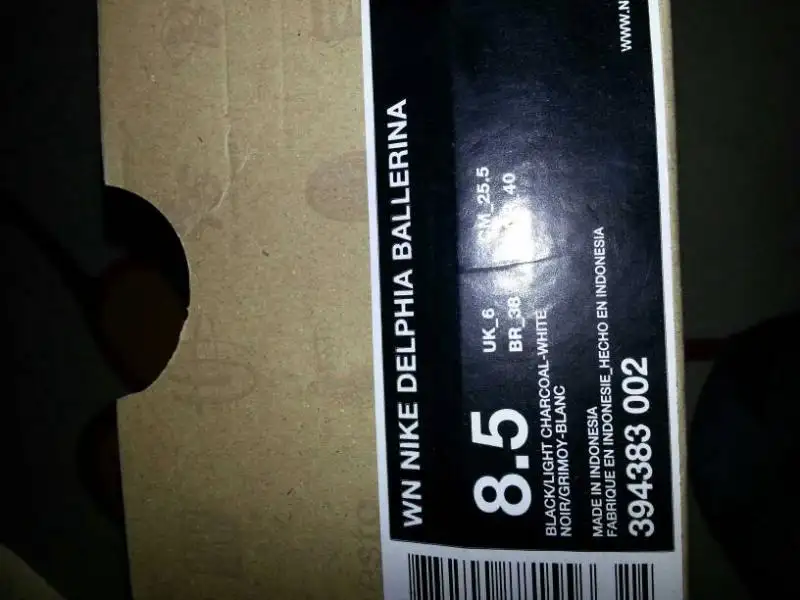 WN NIKE DELPHIA BALLERINA
8.5
UK_6 CM_25.5
BR_38 40
BLACK/LIGHT CHARCOAL-WHITE
NOIR/GRIMOY-BLANC
MADE IN INDONESIA
FABRIQUE EN INDONESIE_HECHO EN INDONESIA
394383 002
WWW.N